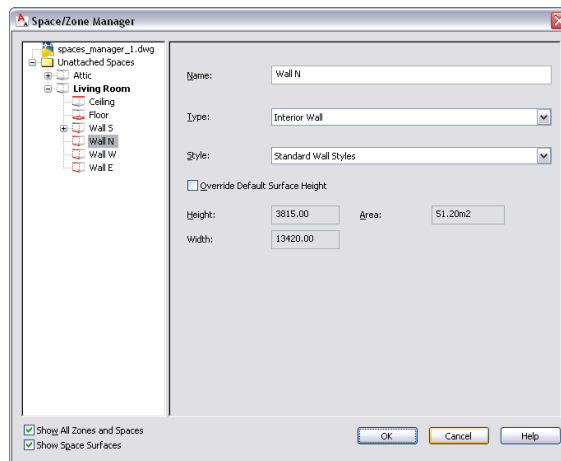 Space/Zone Manager
spaces_manager_1.dwg
Unattached Spaces
Attic
Living Room
Ceiling
Floor
Wall S
Wall N
Wall W
Wall E
Name: Wall N
Type: Interior Wall
Style: Standard Wall Styles
Override Default Surface Height
Height: 3815.00 Area: 51.20m2
Width: 13420.00
Show All Zones and Spaces
Show Space Surfaces
OK Cancel Help